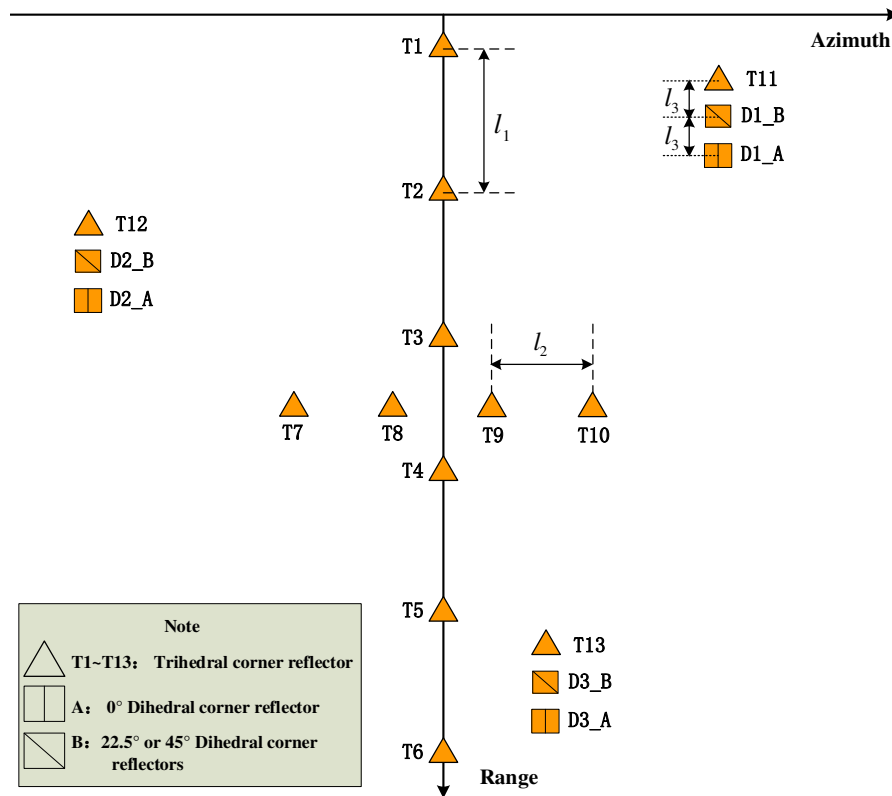 Azimuth
T1
T11
l3
D1_B
l3
D1_A
l1
T2
T12
D2_B
D2_A
T3
l2
T7
T8
T9
T10
T4
T5
T13
D3_B
D3_A
T6
Range
Note
T1~T13： Trihedral corner reflector
A： 0° Dihedral corner reflector
B：22.5° or 45° Dihedral corner
reflectors